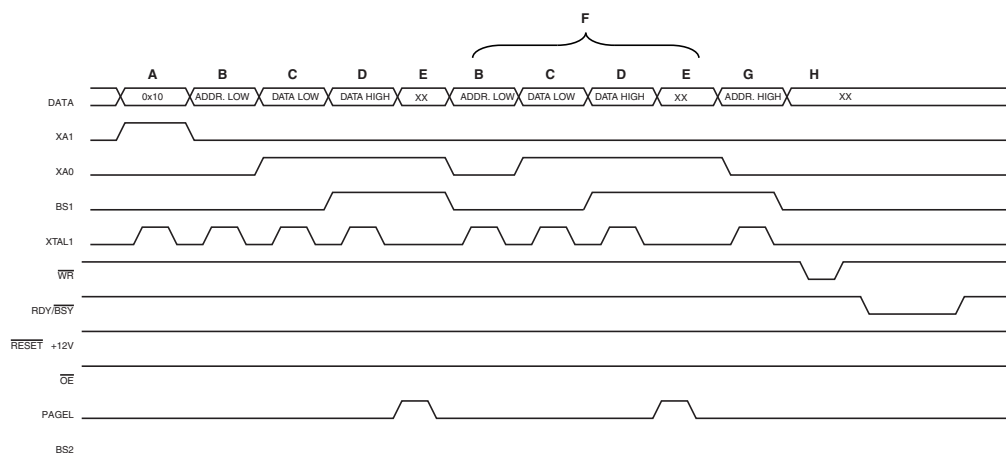 F
A B C D E B C D E G H
DATA 0x10 ADDR. LOW DATA LOW DATA HIGH XX ADDR. LOW DATA LOW DATA HIGH XX ADDR. HIGH XX
XA1
XA0
BS1
XTAL1
WR
RDY/BSY
RESET +12V
OE
PAGEL
BS2